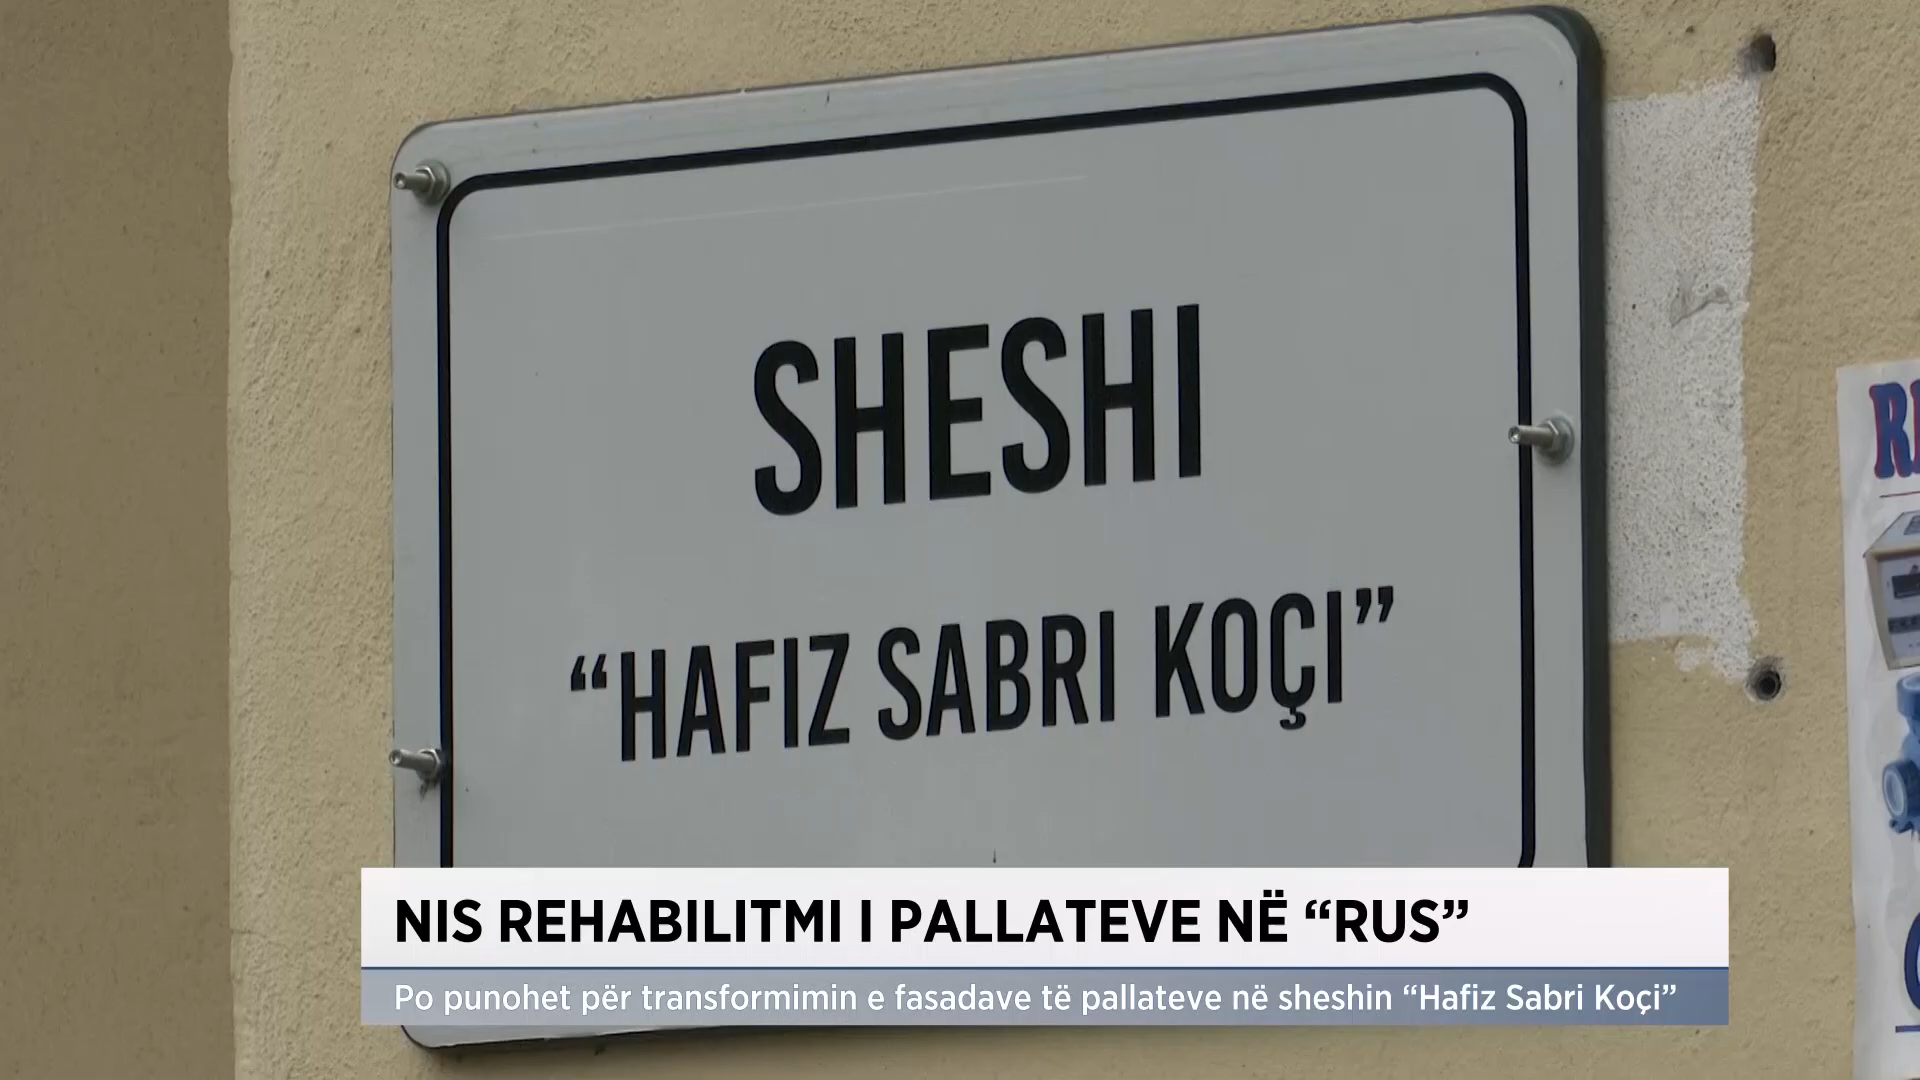 SHESHI
“HAFIZ SABRI KOÇI”
NIS REHABILITMI I PALLATEVE NË “RUS”
Po punohet për transformimin e fasadave të pallateve në sheshin “Hafiz Sabri Koçi”